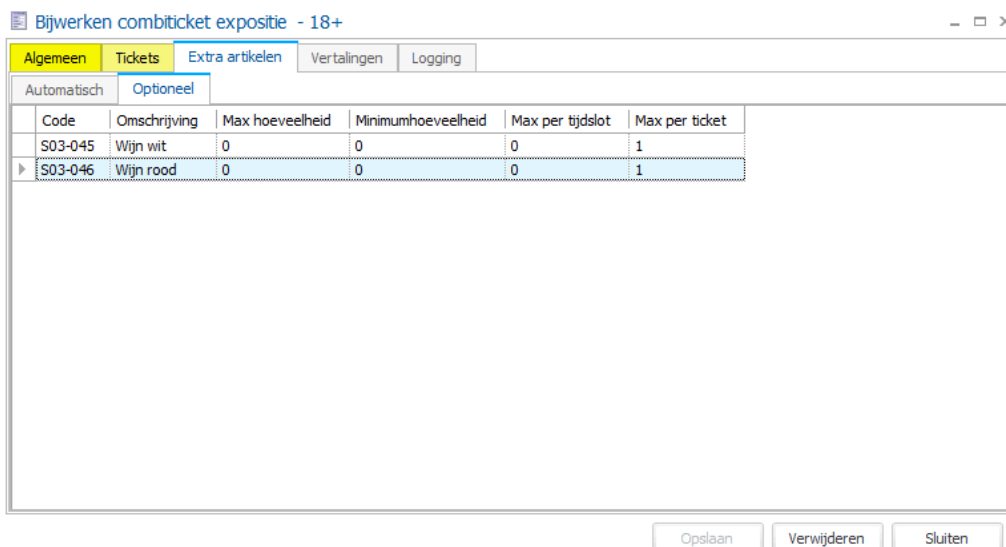 Bijwerken combiticket expositie - 18+
Algemeen Tickets Extra artikelen Vertalingen Logging
Automatisch Optioneel
Code Omschrijving Max hoeveelheid Minimumhoeveelheid Max per tijdslot Max per ticket
S03-045 Wijn wit 0 0 0 1
S03-046 Wijn rood 0 0 0 1
Opslaan Verwijderen Sluiten